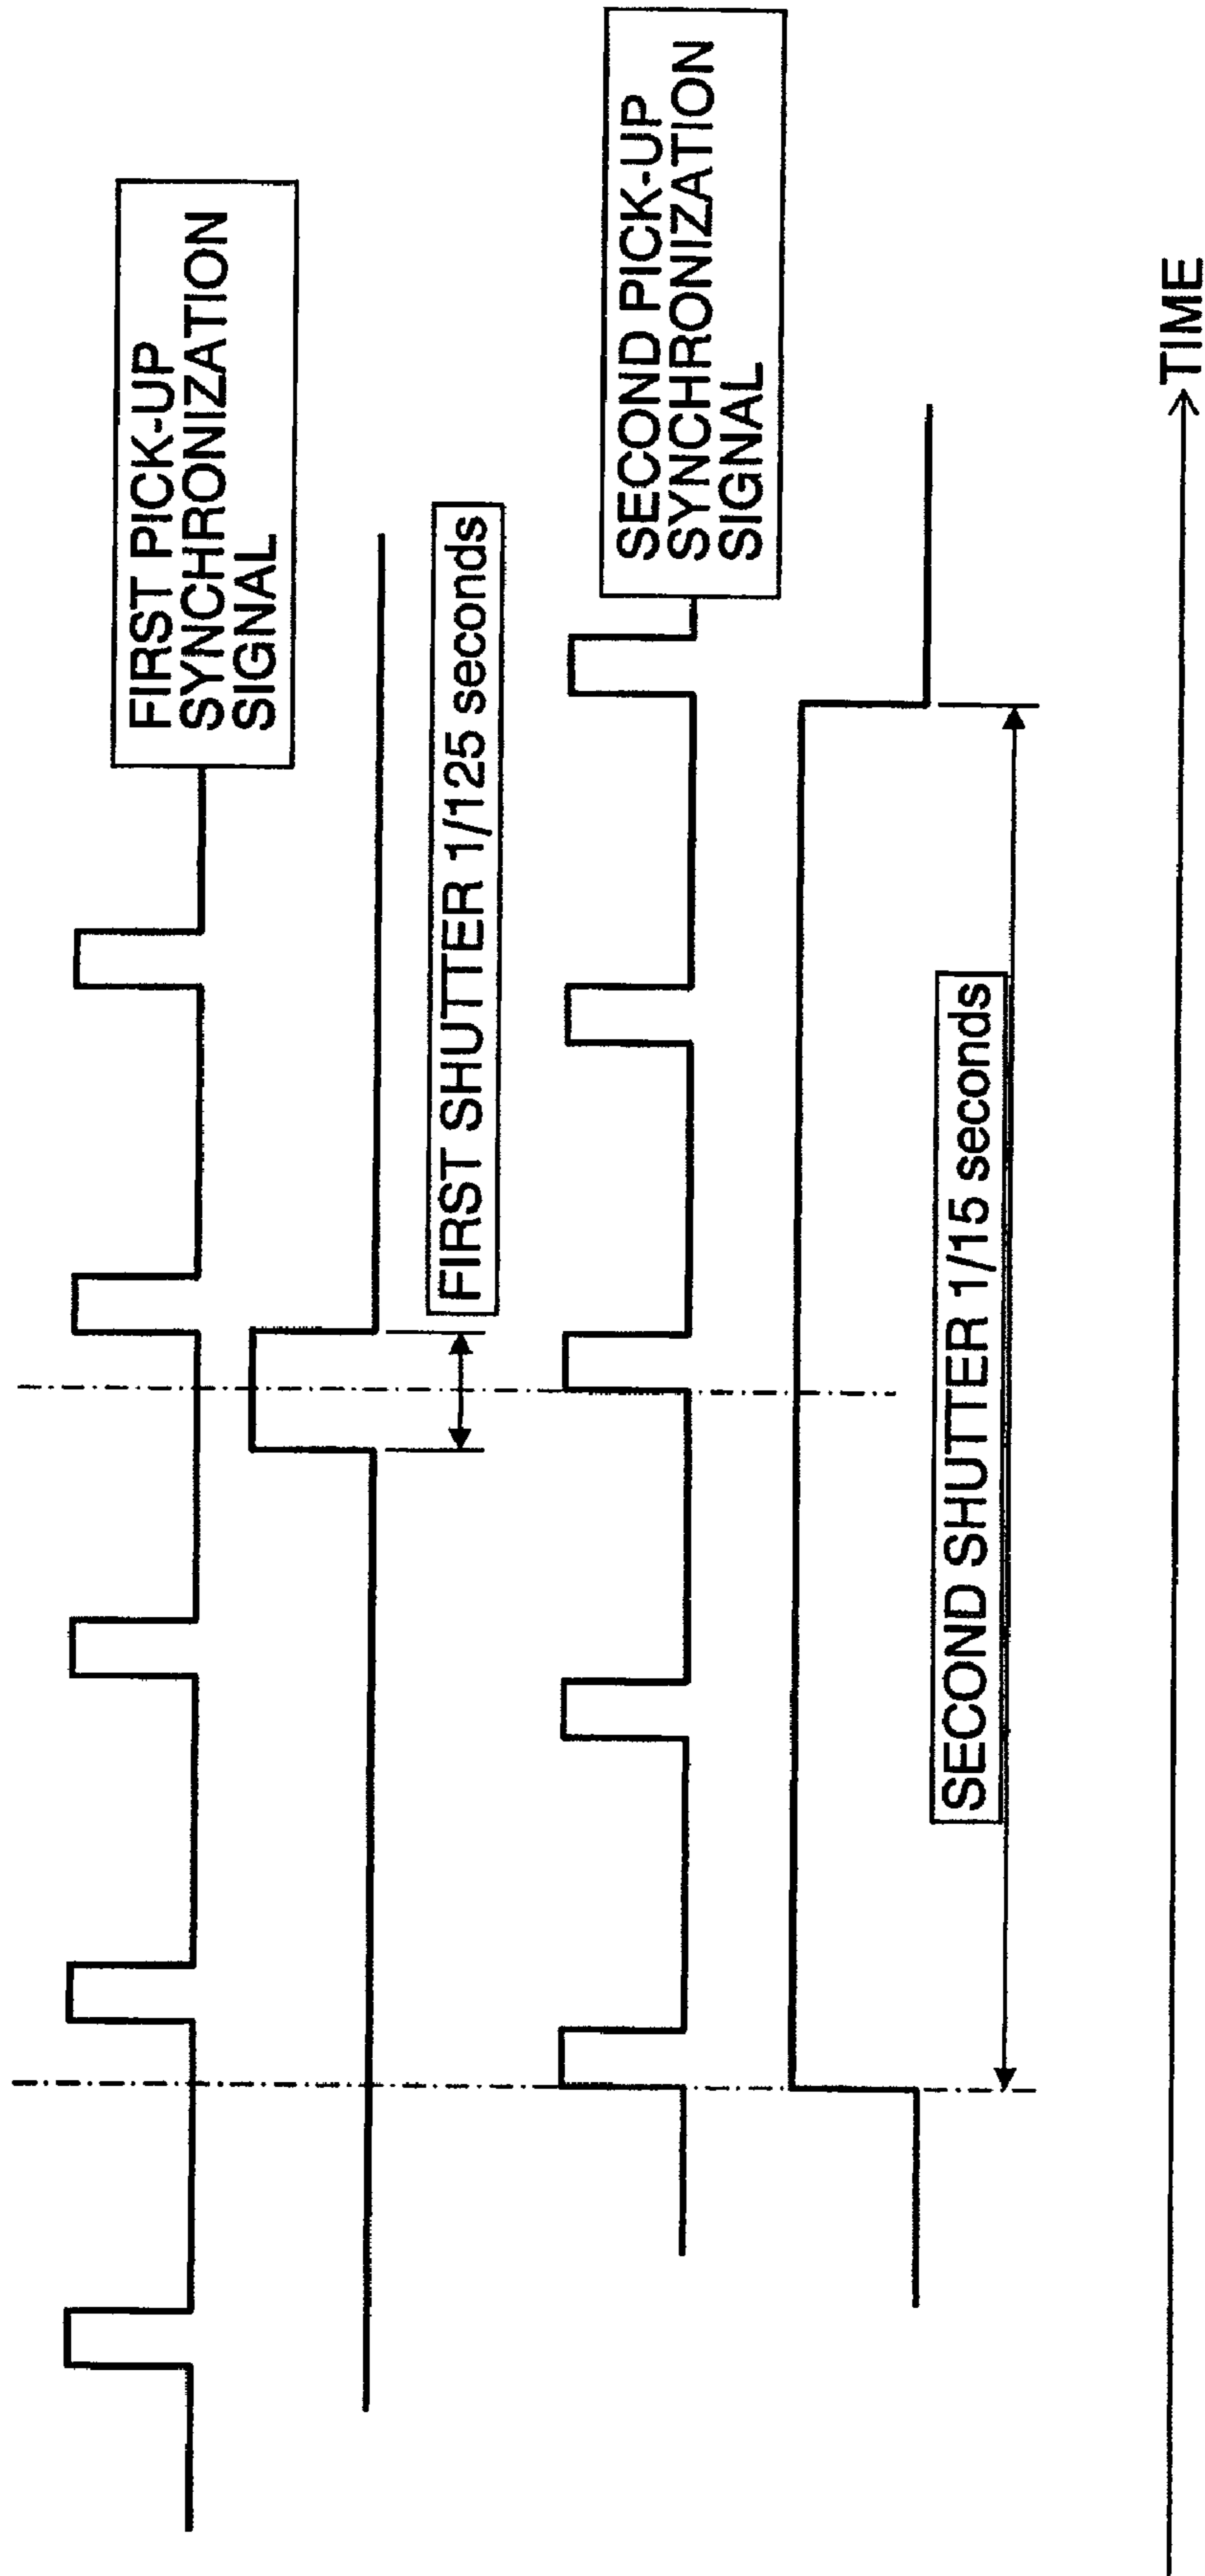 FIRST PICK-UP
SYNCHRONIZATION
SIGNAL
FIRST SHUTTER 1/125 seconds
SECOND PICK-UP
SYNCHRONIZATION
SIGNAL
SECOND SHUTTER 1/15 seconds
TIME